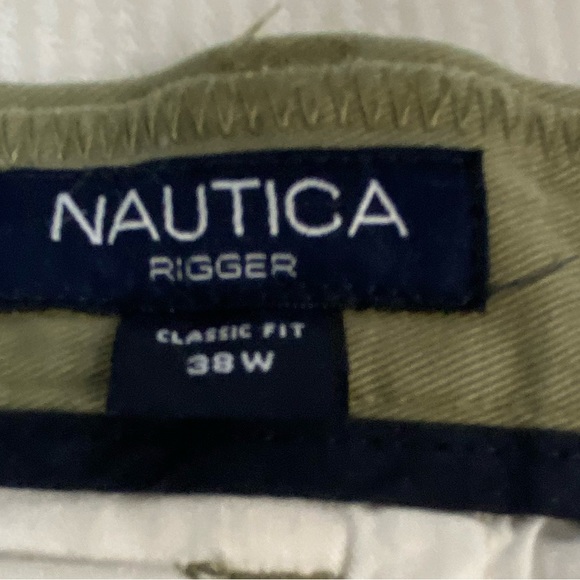 NAUTICA
RIGGER
CLASSIC FIT
38W